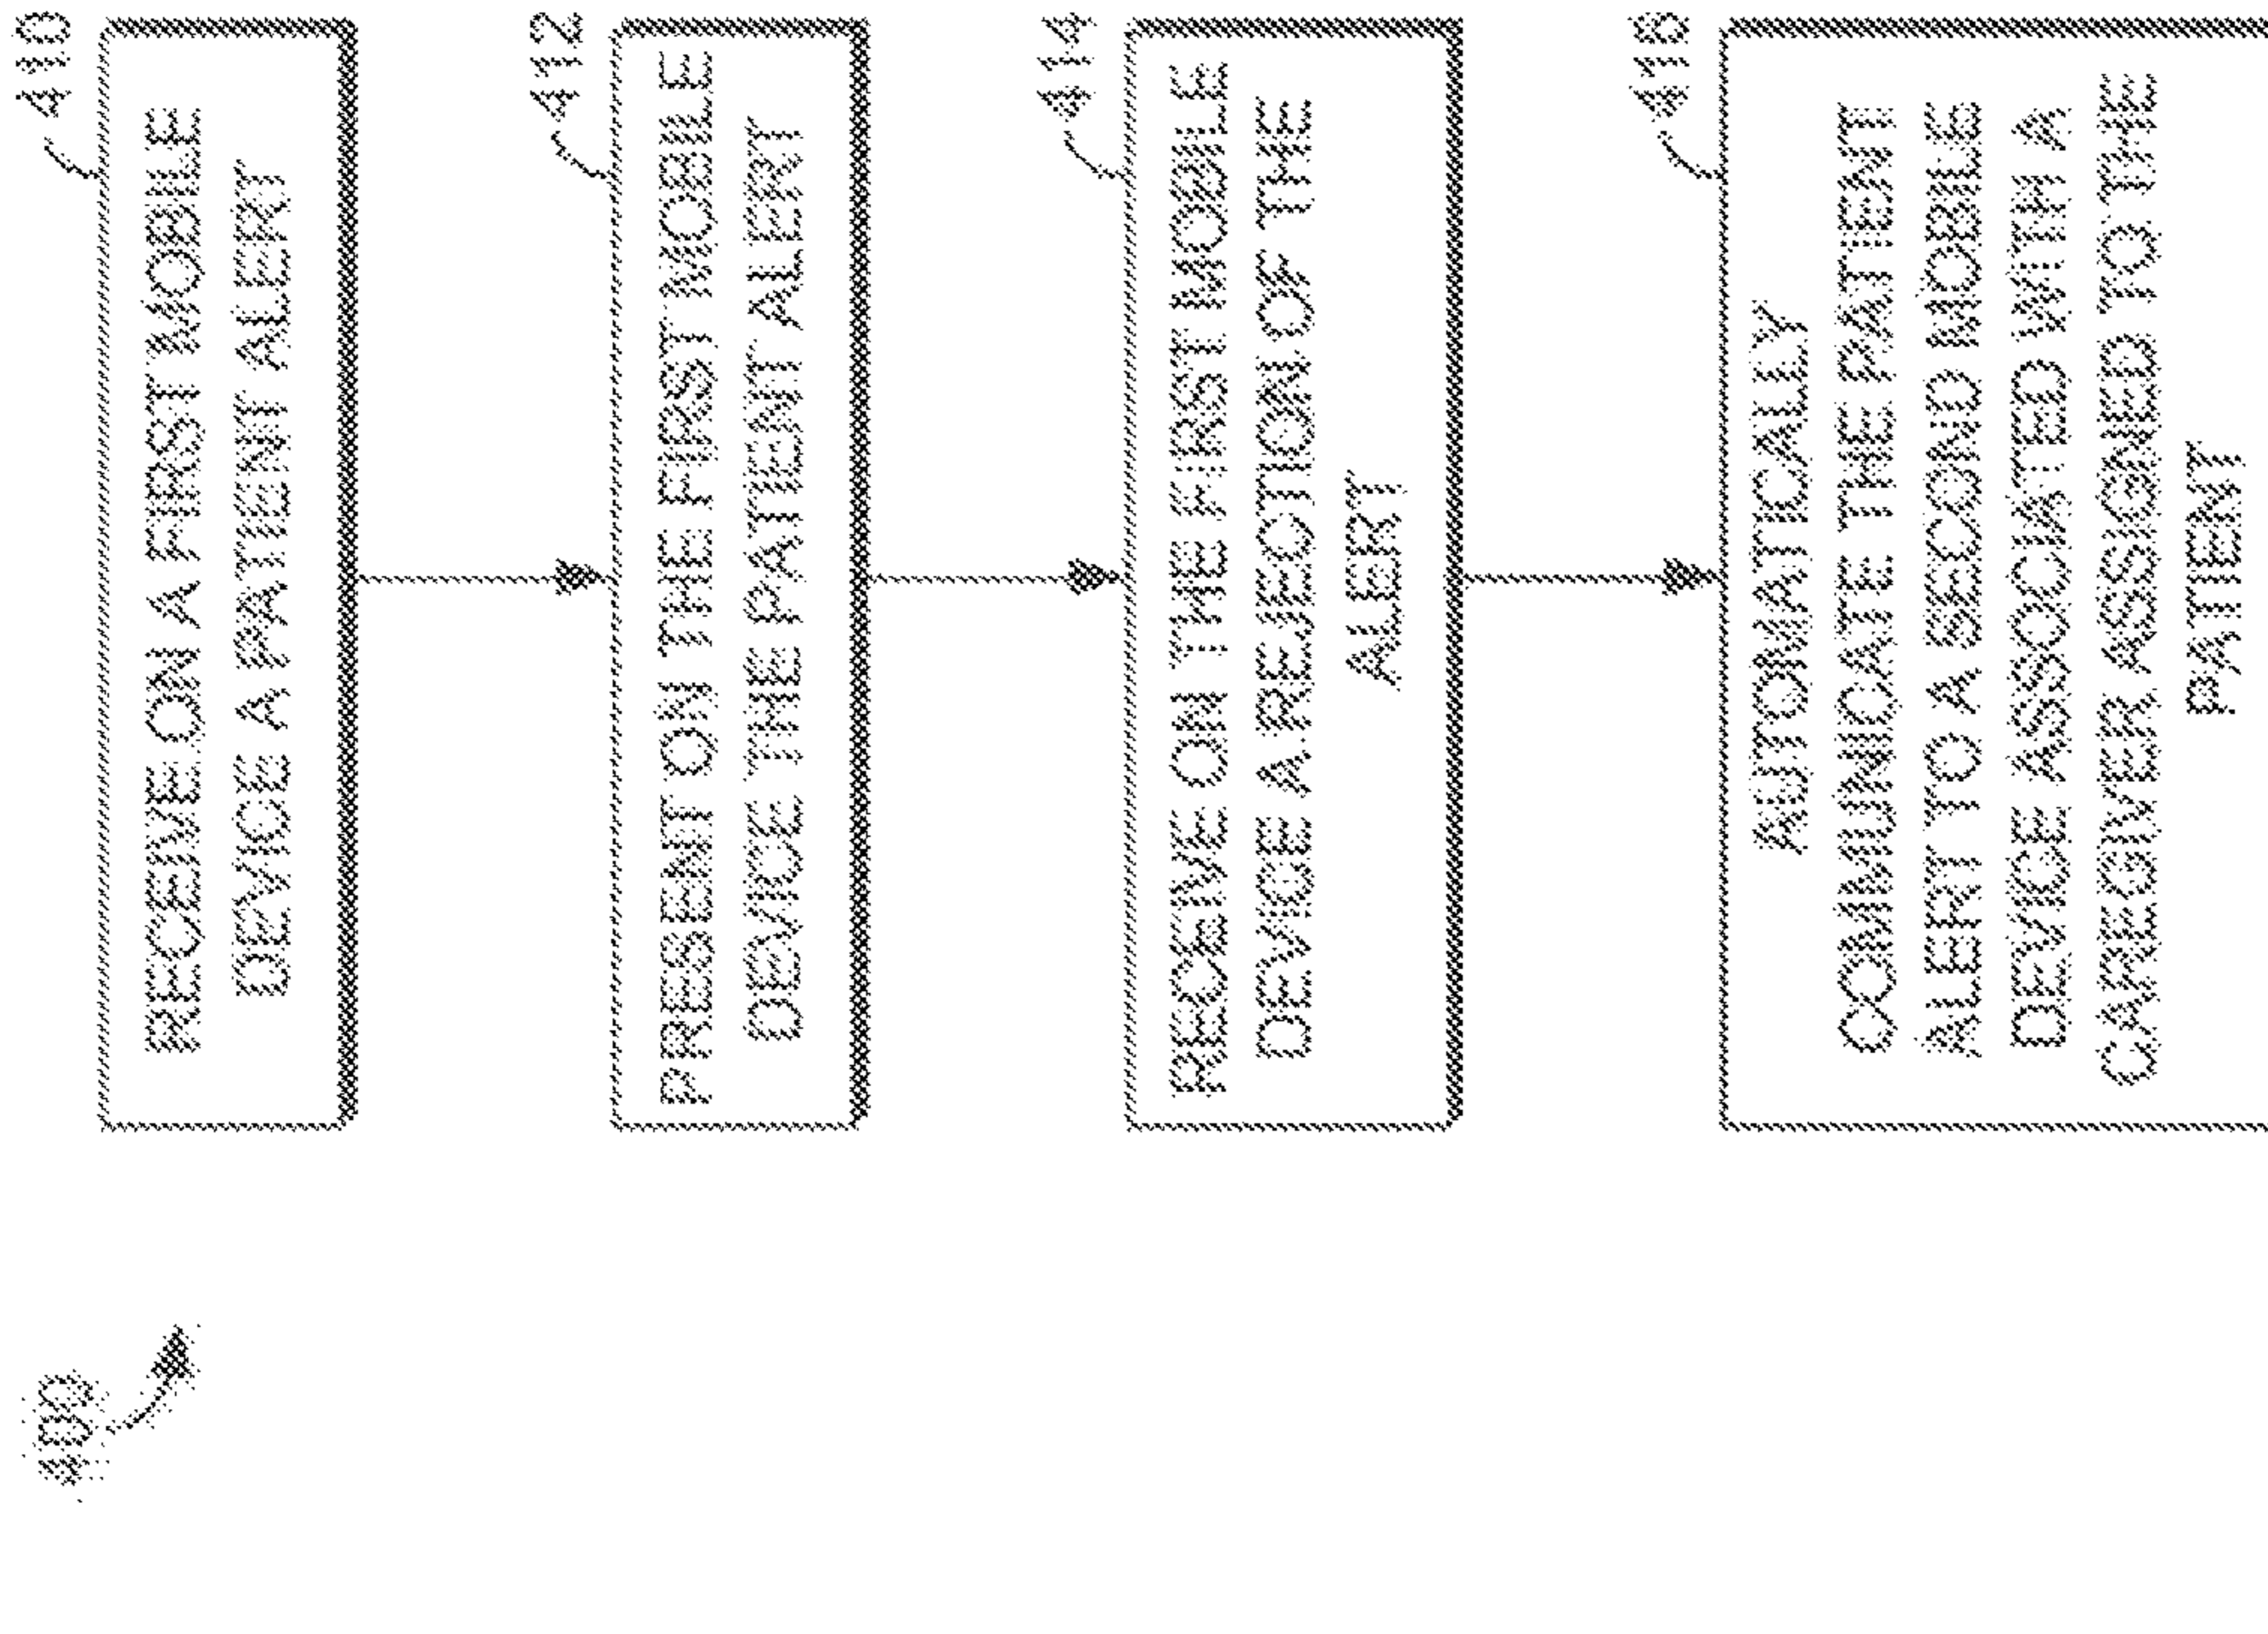 400
410
RECEIVE ON A FIRST MOBILE
DEVICE A PATIENT ALERT
412
PRESENT ON THE FIRST MOBILE
DEVICE THE PATIENT ALERT
414
RECEIVE ON THE FIRST MOBILE
DEVICE A REJECTION OF THE
ALERT
416
AUTOMATICALLY
COMMUNICATE THE PATIENT
ALERT TO A SECOND MOBILE
DEVICE ASSOCIATED WITH A
CAREGIVER ASSIGNED TO THE
PATIENT